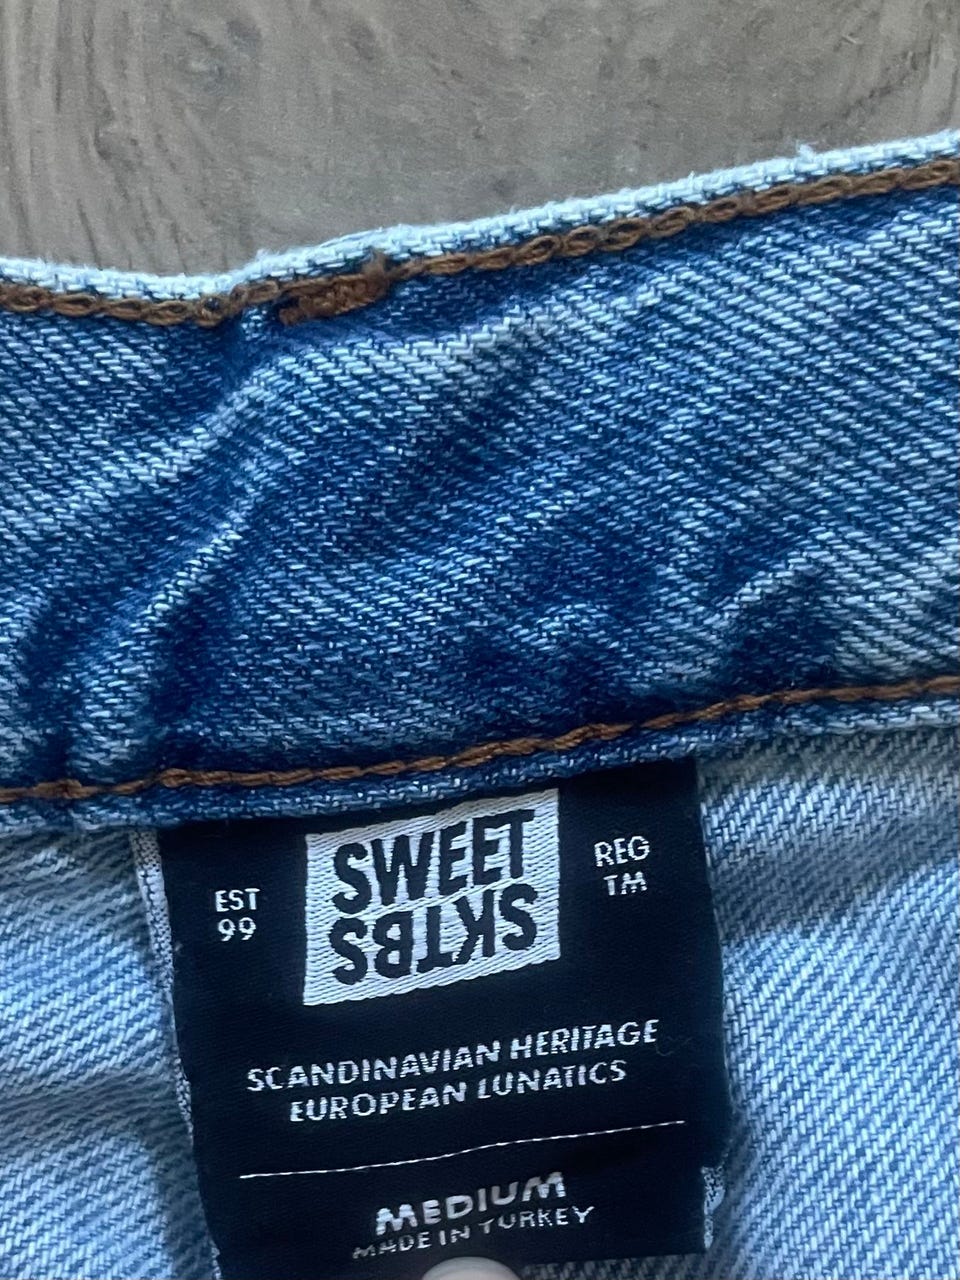 SWEET
SKTBS
EST
99
REG
TM
SCANDINAVIAN HERITAGE
EUROPEAN LUNATICS
MEDIUM
MADE IN TURKEY